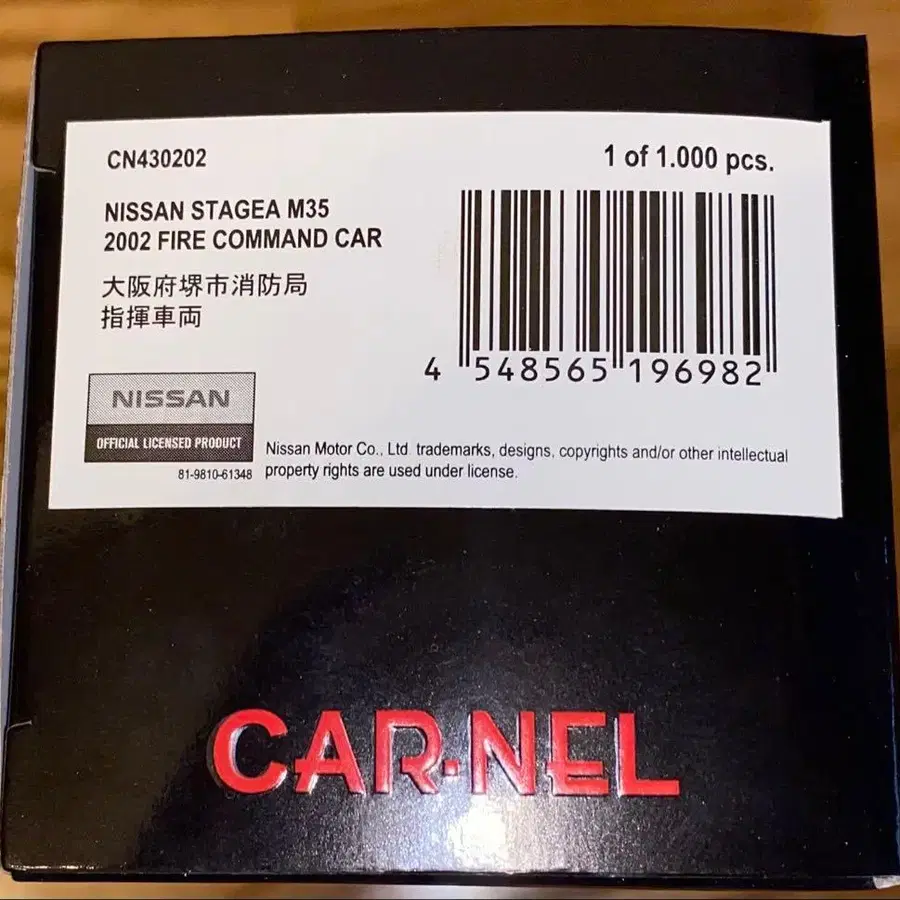 CN430202
1 of 1.000 pcs.
NISSAN STAGEA M35
2002 FIRE COMMAND CAR
大阪府堺市消防局
指揮車両
4 548565 196982
NISSAN
OFFICIAL LICENSED PRODUCT
81-9810-61348
Nissan Motor Co., Ltd. trademarks, designs, copyrights and/or other intellectual
property rights are used under license.
CAR·NEL